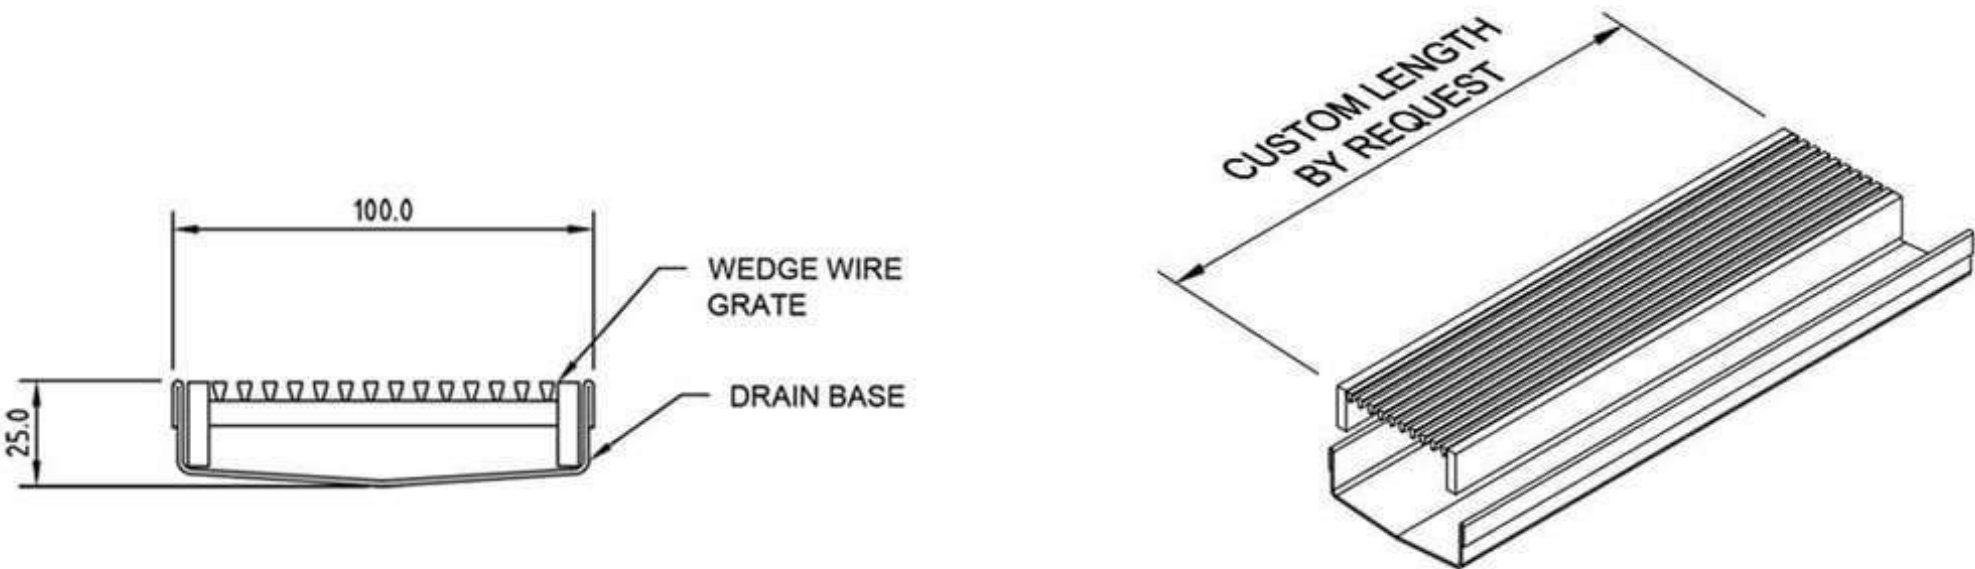 100.0
WEDGE WIRE
GRATE
DRAIN BASE
25.0
CUSTOM LENGTH
BY REQUEST